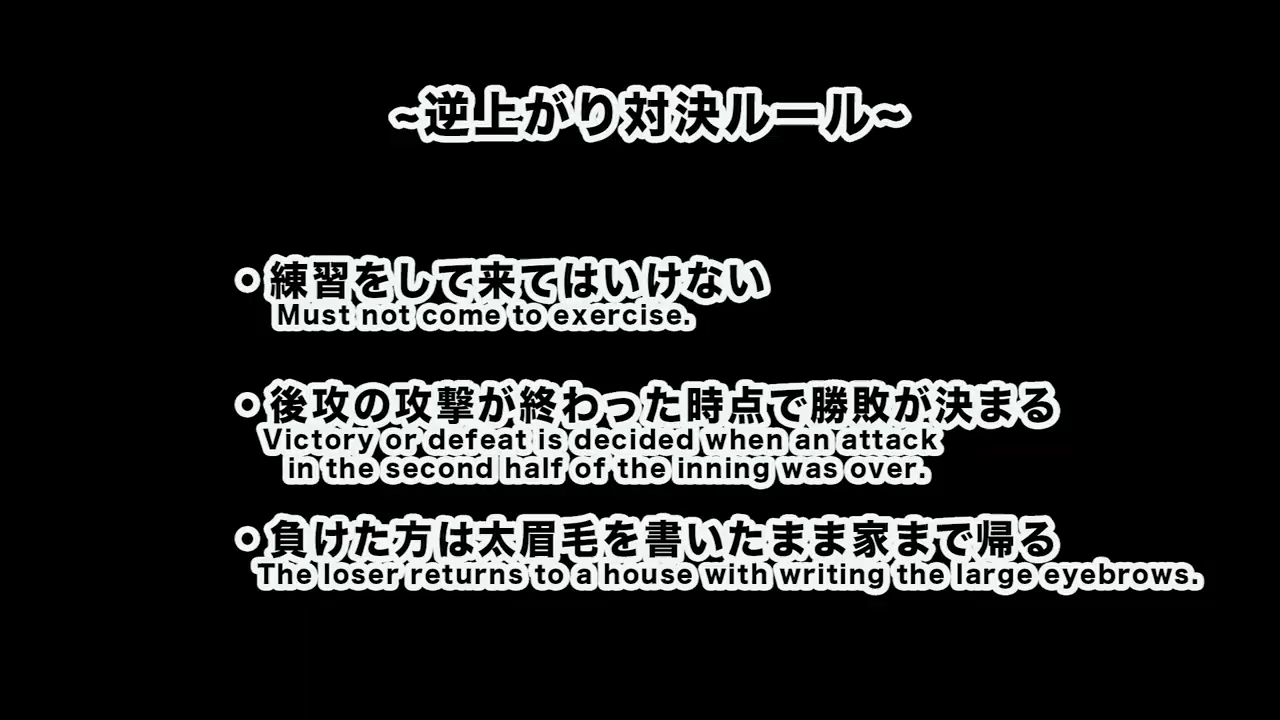 ~逆上がり対決ルール~
⚪練習をして来てはいけない
Must not come to exercise.
⚪後攻の攻撃が終わった時点で勝敗が決まる
Victory or defeat is decided when an attack
in the second half of the inning was over.
⚪負けた方は太眉毛を書いたまま家まで帰る
The loser returns to a house with writing the large eyebrows.